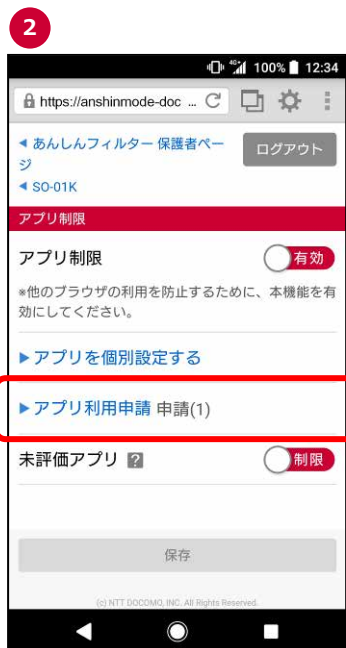 2
4G+ 100% 12:34
https://anshinmode-doc ...
◀ あんしんフィルター 保護者ペー
ジ
ログアウト
◀ SO-01K
アプリ制限
アプリ制限 有効
※他のブラウザの利用を防止するために、本機能を有
効にしてください。
▶アプリを個別設定する
▶アプリ利用申請 申請(1)
未評価アプリ ? 制限
保存
(c) NTT DOCOMO, INC. All Rights Reserved.